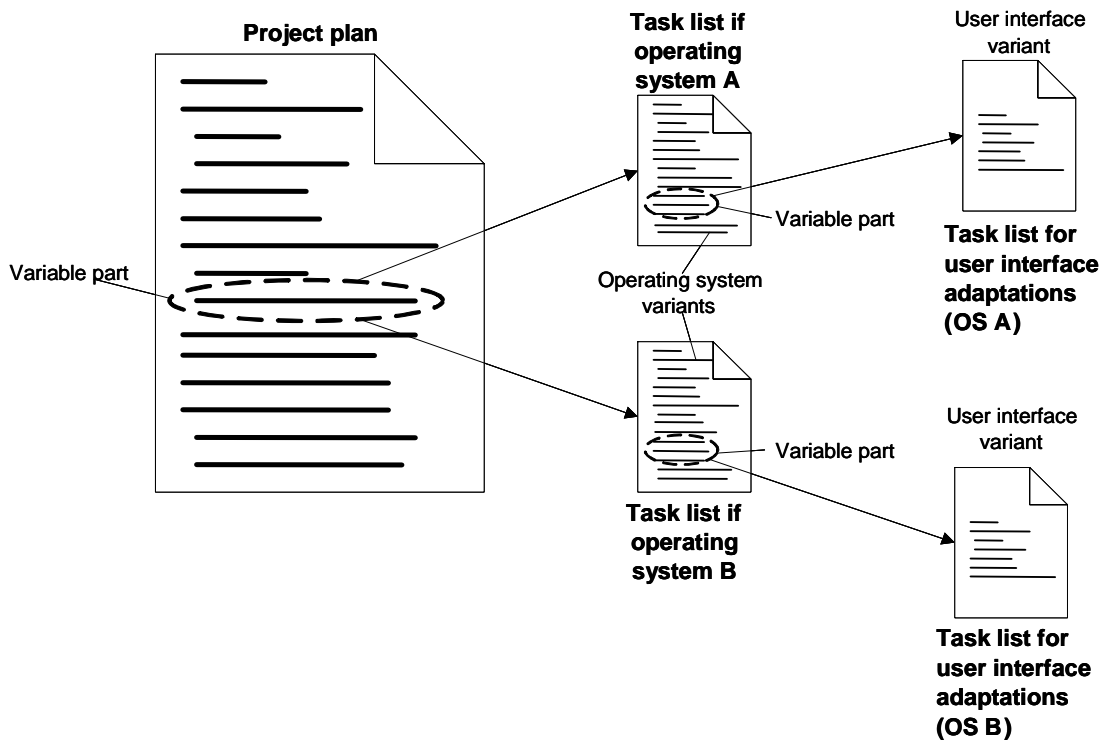 Project plan
Variable part
Task list if
operating
system A
Variable part
Operating system
variants
Variable part
Task list if
operating
system B
User interface
variant
Task list for
user interface
adaptations
(OS A)
User interface
variant
Task list for
user interface
adaptations
(OS B)